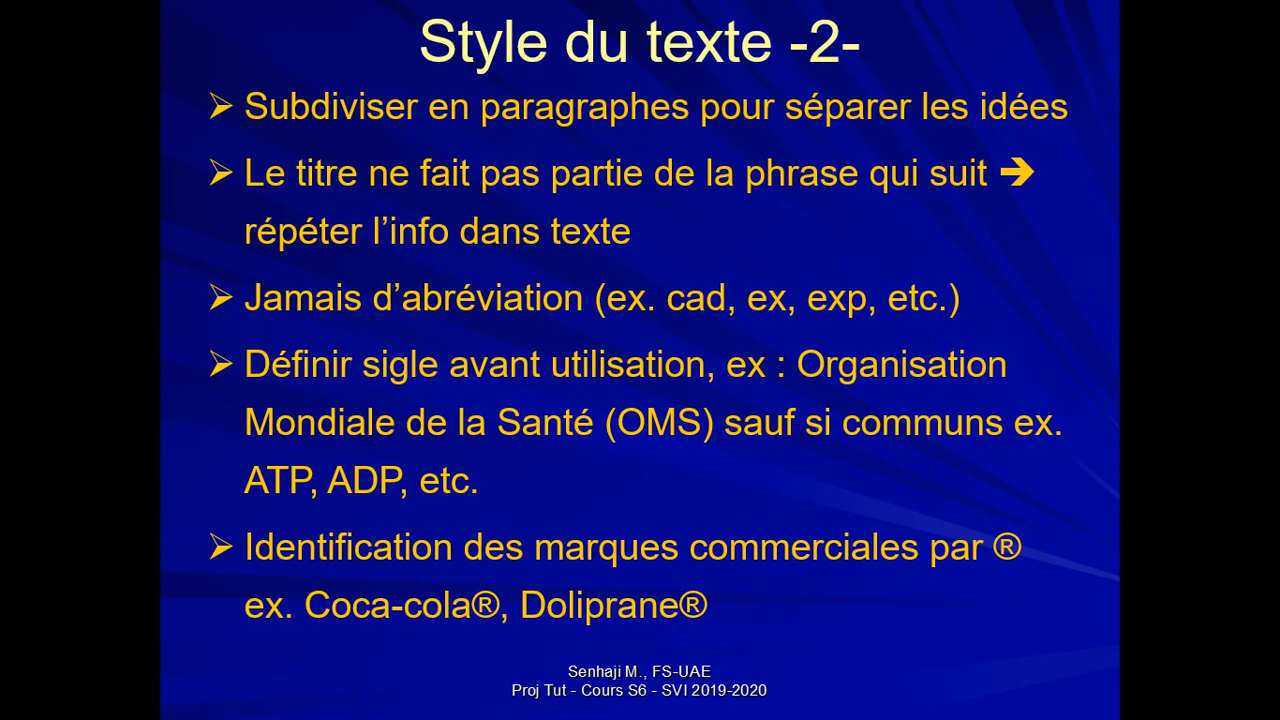 Style du texte -2-
➢ Subdiviser en paragraphes pour séparer les idées
➢ Le titre ne fait pas partie de la phrase qui suit ➔
répéter l’info dans texte
➢ Jamais d’abréviation (ex. cad, ex, exp, etc.)
➢ Définir sigle avant utilisation, ex : Organisation
Mondiale de la Santé (OMS) sauf si communs ex.
ATP, ADP, etc.
➢ Identification des marques commerciales par ®
ex. Coca-cola®, Doliprane®
Senhaji M., FS-UAE
Proj Tut - Cours S6 - SVI 2019-2020